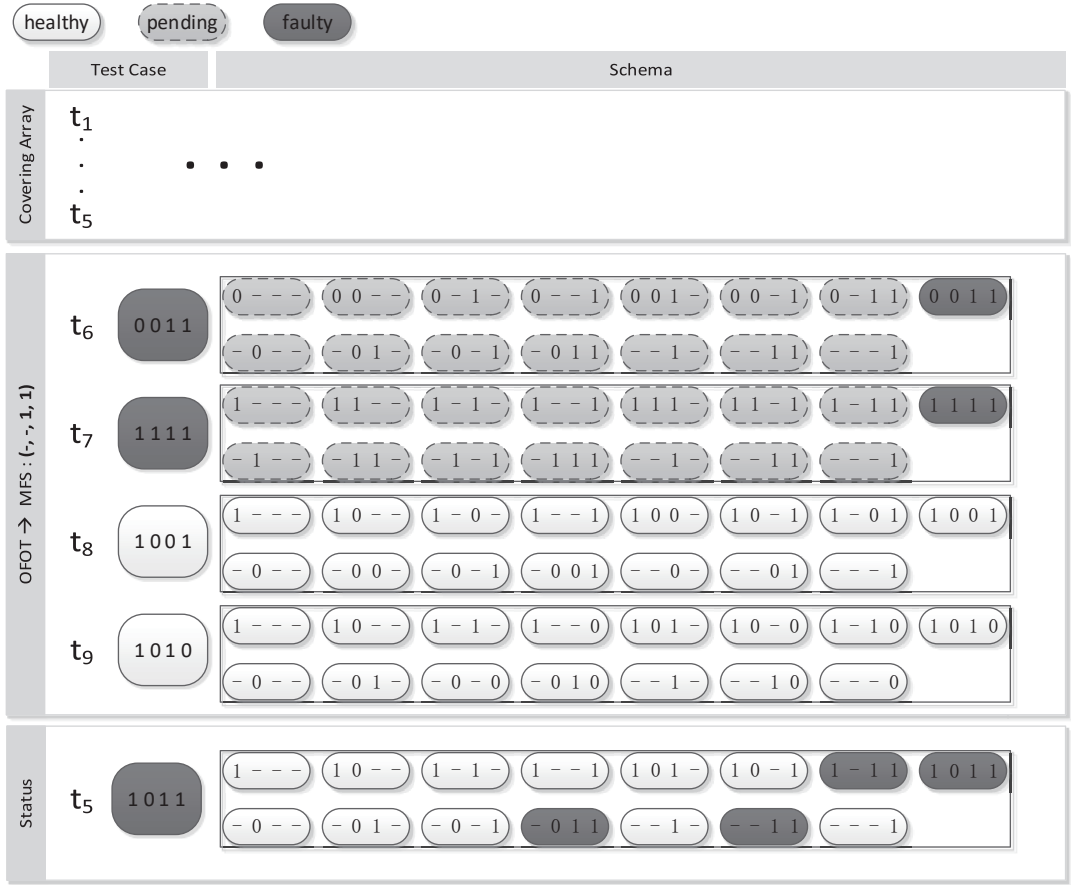 healthy pending faulty
Test Case Schema
Covering Array
t1
.
. . . .
.
t5
OFOT → MFS : (-, -, 1, 1)
t6 0011
0 - - - 0 0 - - 0 - 1 - 0 - - 1 0 0 1 - 0 0 - 1 0 - 1 1 0 0 1 1
- 0 - - - 0 1 - - 0 - 1 - 0 1 1 - - 1 - - - 1 1 - - - 1
t7 1111
1 - - - 1 1 - - 1 - 1 - 1 - - 1 1 1 1 - 1 1 - 1 1 - 1 1 1 1 1 1
- 1 - - - 1 1 - - 1 - 1 - 1 1 1 - - 1 - - - 1 1 - - - 1
t8 1001
1 - - - 1 0 - - 1 - 0 - 1 - - 1 1 0 0 - 1 0 - 1 1 - 0 1 1 0 0 1
- 0 - - - 0 0 - - 0 - 1 - 0 0 1 - - 0 - - - 0 1 - - - 1
t9 1010
1 - - - 1 0 - - 1 - 1 - 1 - - 0 1 0 1 - 1 0 - 0 1 - 1 0 1 0 1 0
- 0 - - - 0 1 - - 0 - 0 - 0 1 0 - - 1 - - - 1 0 - - - 0
Status
t5 1011
1 - - - 1 0 - - 1 - 1 - 1 - - 1 1 0 1 - 1 0 - 1 1 - 1 1 1 0 1 1
- 0 - - - 0 1 - - 0 - 1 - 0 1 1 - - 1 - - - 1 1 - - - 1